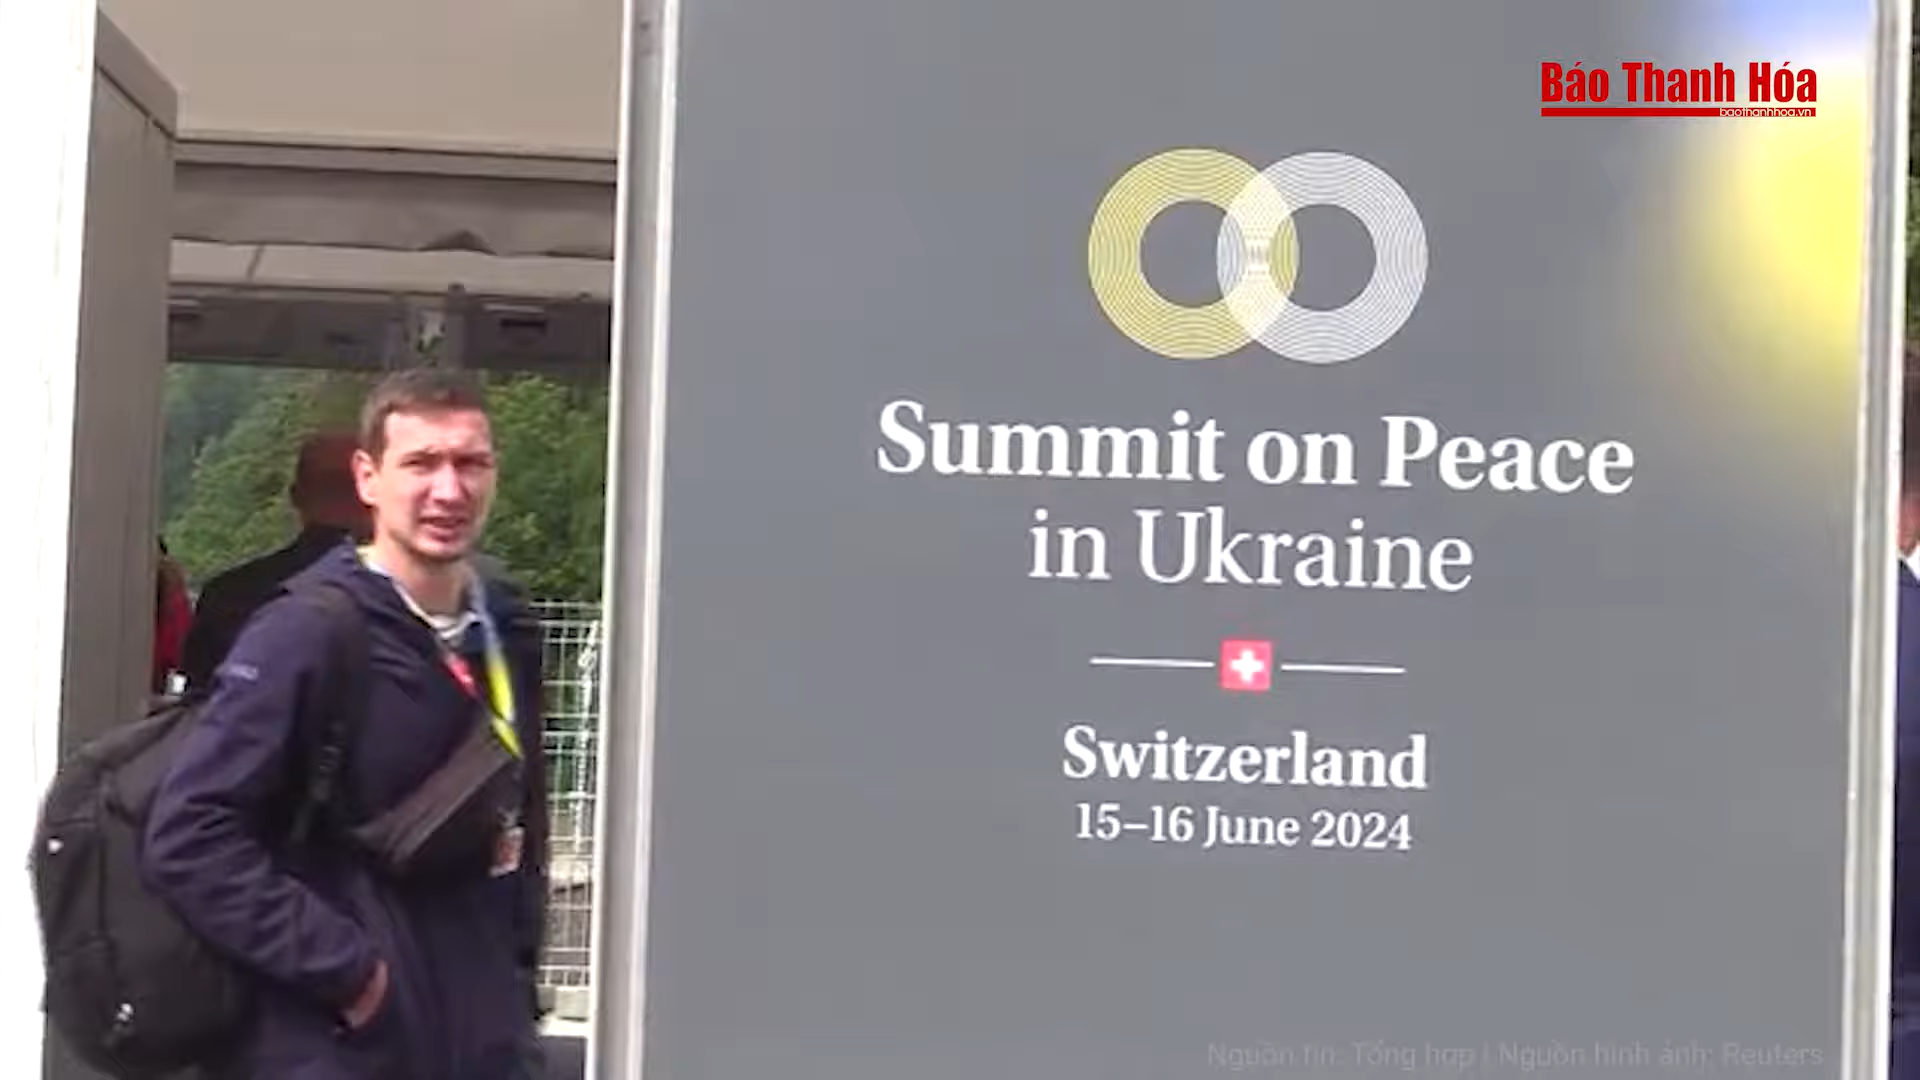 Báo Thanh Hóa
baothanhhoa.vn
Summit on Peace
in Ukraine
Switzerland
15–16 June 2024
Nguồn tin: Tổng hợp | Nguồn hình ảnh: Reuters